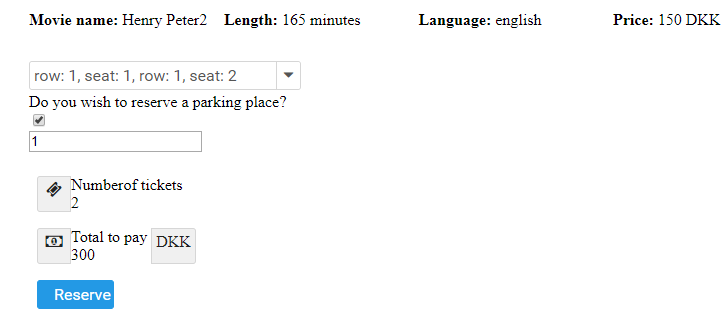 Movie name: Henry Peter2 Length: 165 minutes Language: english Price: 150 DKK
row: 1, seat: 1, row: 1, seat: 2
Do you wish to reserve a parking place?
1
Numberof tickets
2
Total to pay DKK
300
Reserve